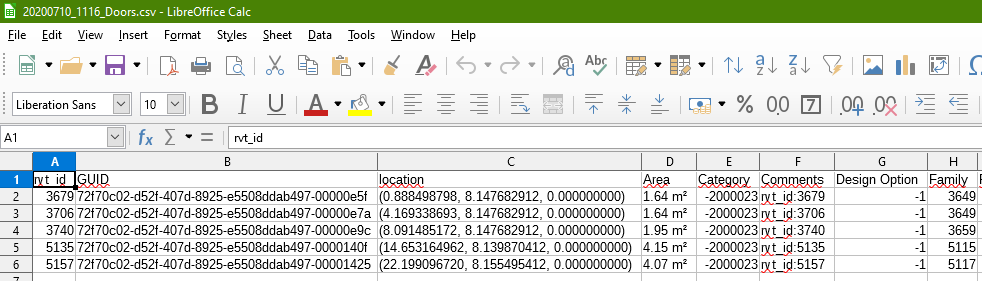 20200710_1116_Doors.csv - LibreOffice Calc
File Edit View Insert Format Styles Sheet Data Tools Window Help
Liberation Sans 10 B I U A % 00 7 .00 .00
A1 fx Σ = rvt_id
A B C D E F G H
1 rvt_id GUID location Area Category Comments Design Option Family
2 3679 72f70c02-d52f-407d-8925-e5508ddab497-00000e5f (0.888498798, 8.147682912, 0.000000000) 1.64 m² -2000023 rvt_id:3679 -1 3649
3 3706 72f70c02-d52f-407d-8925-e5508ddab497-00000e7a (4.169338693, 8.147682912, 0.000000000) 1.64 m² -2000023 rvt_id:3706 -1 3649
4 3740 72f70c02-d52f-407d-8925-e5508ddab497-00000e9c (8.091485172, 8.147682912, 0.000000000) 1.95 m² -2000023 rvt_id:3740 -1 3659
5 5135 72f70c02-d52f-407d-8925-e5508ddab497-0000140f (14.653164962, 8.139870412, 0.000000000) 4.15 m² -2000023 rvt_id:5135 -1 5115
6 5157 72f70c02-d52f-407d-8925-e5508ddab497-00001425 (22.199096720, 8.155495412, 0.000000000) 4.07 m² -2000023 rvt_id:5157 -1 5117